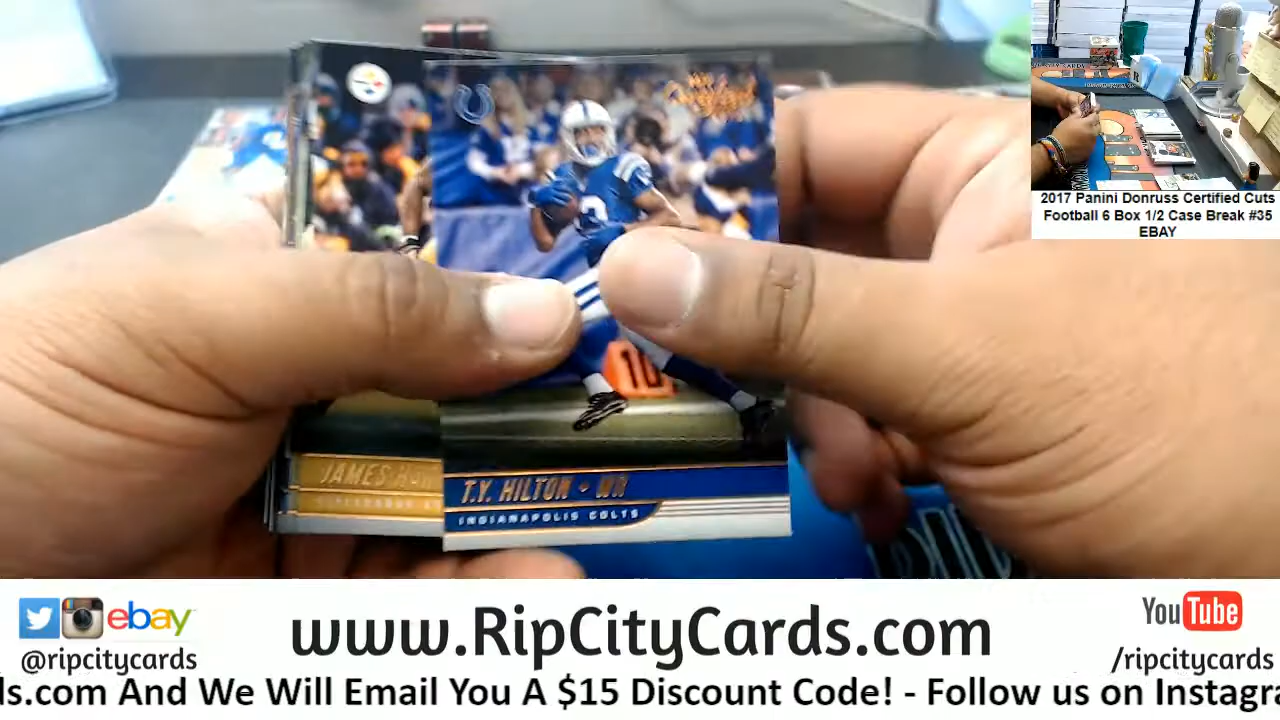 2017 Panini Donruss Certified Cuts
Football 6 Box 1/2 Case Break #35
EBAY
10
JAMES
T.Y. HILTON • WR
INDIANAPOLIS COLTS
ebay
@ripcitycards
www.RipCityCards.com
YouTube
/ripcitycards
ds.com And We Will Email You A $15 Discount Code! - Follow us on Instagra